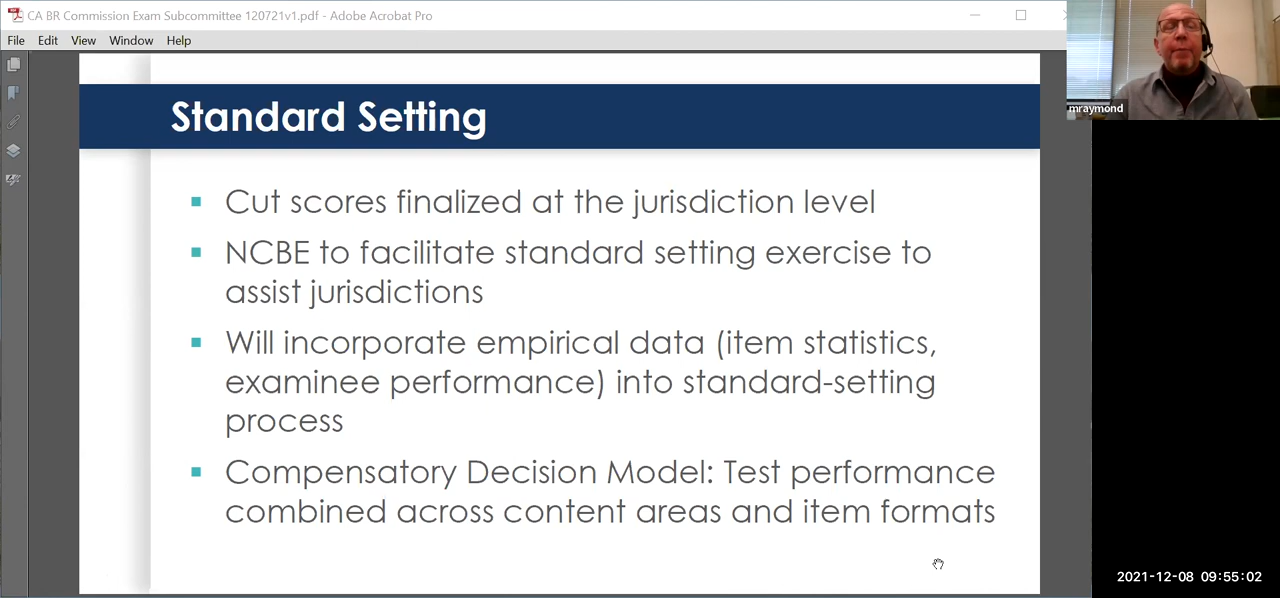 CA BR Commission Exam Subcommittee 120721v1.pdf - Adobe Acrobat Pro
File Edit View Window Help
mraymond
Standard Setting
Cut scores finalized at the jurisdiction level
NCBE to facilitate standard setting exercise to
assist jurisdictions
Will incorporate empirical data (item statistics,
examinee performance) into standard-setting
process
Compensatory Decision Model: Test performance
combined across content areas and item formats
2021-12-08 09:55:02